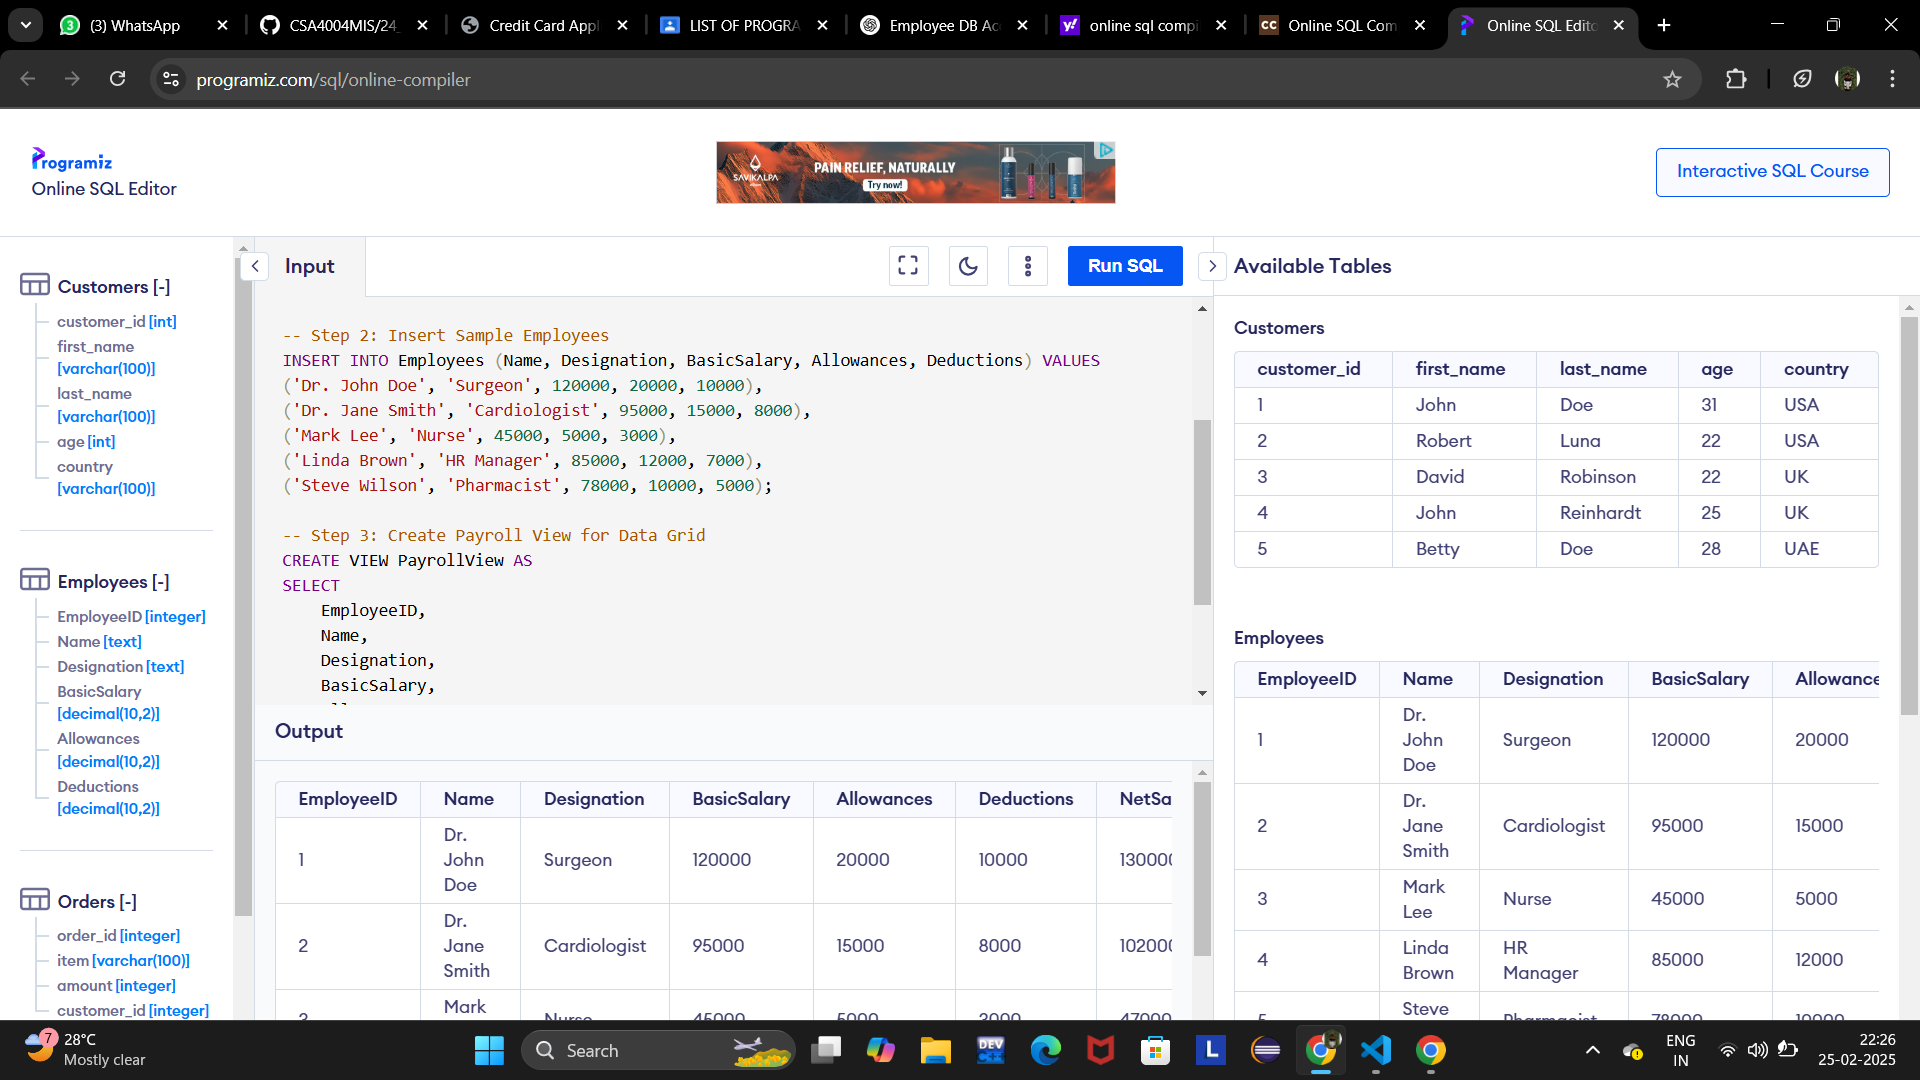 (3) WhatsApp
CSA4004MIS/24_
Credit Card Appl
LIST OF PROGRA
Employee DB Ac
online sql compi
Online SQL Com
Online SQL Edito
programiz.com/sql/online-compiler
Programiz
Online SQL Editor
SAVIKALPA
PAIN RELIEF, NATURALLY
Try now!
Interactive SQL Course
Customers [-]
customer_id [int]
first_name
[varchar(100)]
last_name
[varchar(100)]
age [int]
country
[varchar(100)]
Employees [-]
EmployeeID [integer]
Name [text]
Designation [text]
BasicSalary
[decimal(10,2)]
Allowances
[decimal(10,2)]
Deductions
[decimal(10,2)]
Orders [-]
order_id [integer]
item [varchar(100)]
amount [integer]
customer_id [integer]
Input
Run SQL
-- Step 2: Insert Sample Employees
INSERT INTO Employees (Name, Designation, BasicSalary, Allowances, Deductions) VALUES
('Dr. John Doe', 'Surgeon', 120000, 20000, 10000),
('Dr. Jane Smith', 'Cardiologist', 95000, 15000, 8000),
('Mark Lee', 'Nurse', 45000, 5000, 3000),
('Linda Brown', 'HR Manager', 85000, 12000, 7000),
('Steve Wilson', 'Pharmacist', 78000, 10000, 5000);
-- Step 3: Create Payroll View for Data Grid
CREATE VIEW PayrollView AS
SELECT
EmployeeID,
Name,
Designation,
BasicSalary,
Output
EmployeeID Name Designation BasicSalary Allowances Deductions NetSa
1 Dr. John Doe Surgeon 120000 20000 10000 130000
2 Dr. Jane Smith Cardiologist 95000 15000 8000 102000
3 Mark Nurse 45000 5000 3000 47000
Available Tables
Customers
customer_id first_name last_name age country
1 John Doe 31 USA
2 Robert Luna 22 USA
3 David Robinson 22 UK
4 John Reinhardt 25 UK
5 Betty Doe 28 UAE
Employees
EmployeeID Name Designation BasicSalary Allowance
1 Dr. John Doe Surgeon 120000 20000
2 Dr. Jane Smith Cardiologist 95000 15000
3 Mark Lee Nurse 45000 5000
4 Linda Brown HR Manager 85000 12000
5 Steve Pharmacist 78000 10000
7
28°C
Mostly clear
Search
DEV
L
ENG
IN
22:26
25-02-2025